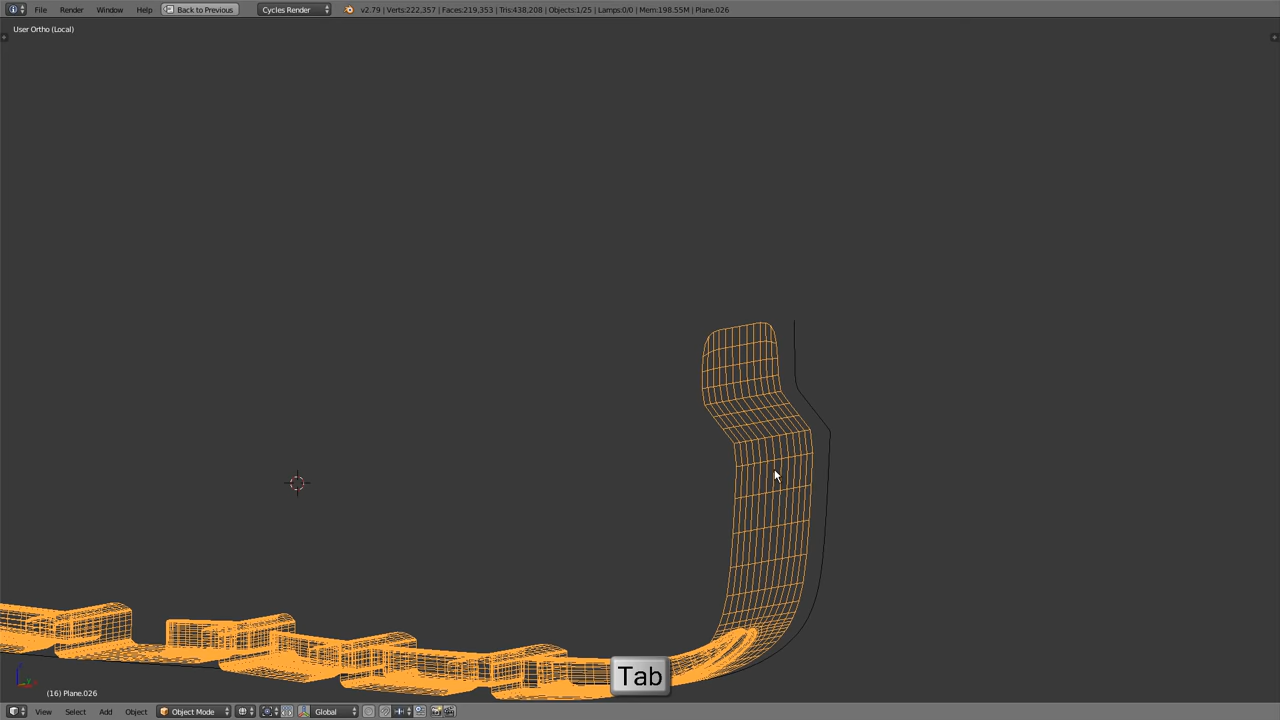 File Render Window Help Back to Previous Cycles Render v2.79 | Verts:222,357 | Faces:219,353 | Tris:438,208 | Objects:1/25 | Lamps:0/0 | Mem:198.55M | Plane.026
User Ortho (Local)
Tab
(16) Plane.026
View Select Add Object Object Mode Global